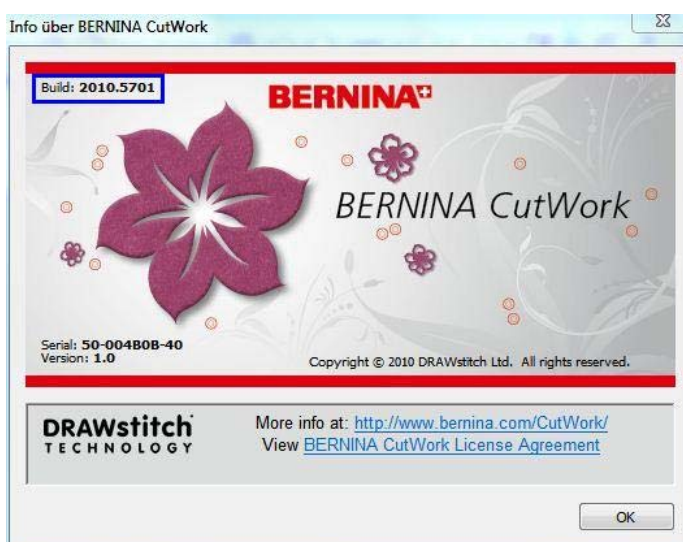 Info über BERNINA CutWork
Build: 2010.5701
BERNINA
BERNINA CutWork
Serial: 50-004B0B-40
Version: 1.0
Copyright © 2010 DRAWstitch Ltd. All rights reserved.
DRAWstitch
TECHNOLOGY
More info at: http://www.bernina.com/CutWork/
View BERNINA CutWork License Agreement
OK